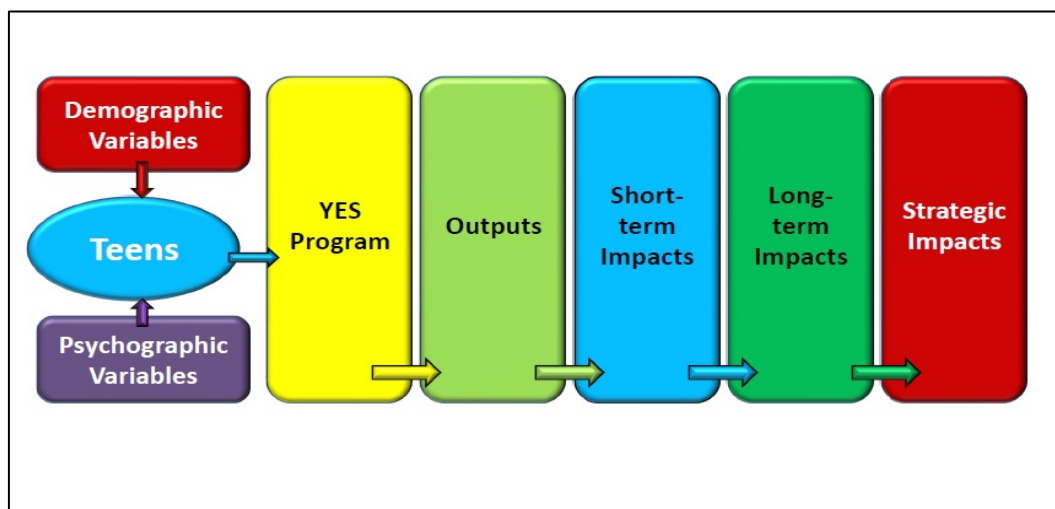 Demographic
Variables
Teens
Psychographic
Variables
YES
Program
Outputs
Short-
term
Impacts
Long-
term
Impacts
Strategic
Impacts